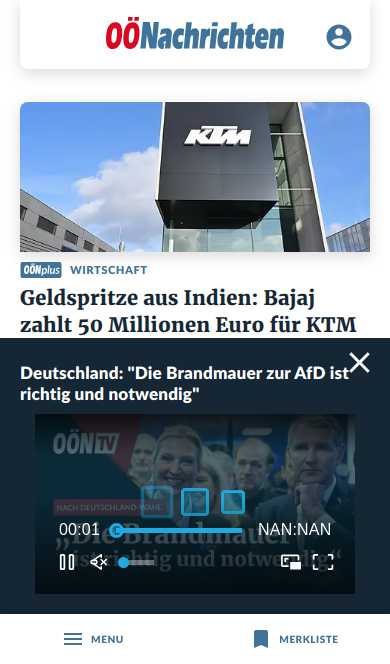 OÖNachrichten
KTM
OÖNplus WIRTSCHAFT
Geldspritze aus Indien: Bajaj
zahlt 50 Millionen Euro für KTM
Deutschland: "Die Brandmauer zur AfD ist
richtig und notwendig"
OÖN TV
NACH DEUTSCHLAND-WAHL
00:01 NAN:NAN
„Die Brandmauer
ist richtig und notwendig“
MENU MERKLISTE